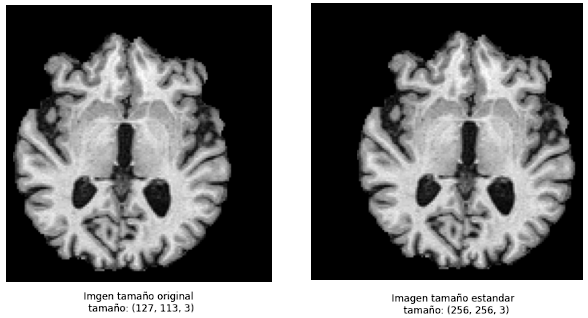 Imgen tamaño original
tamaño: (127, 113, 3)
Imagen tamaño estandar
tamaño: (256, 256, 3)